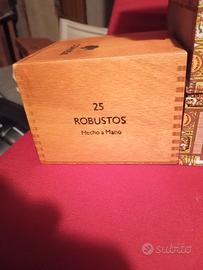 25
ROBUSTOS
Hecho a Mano
subito